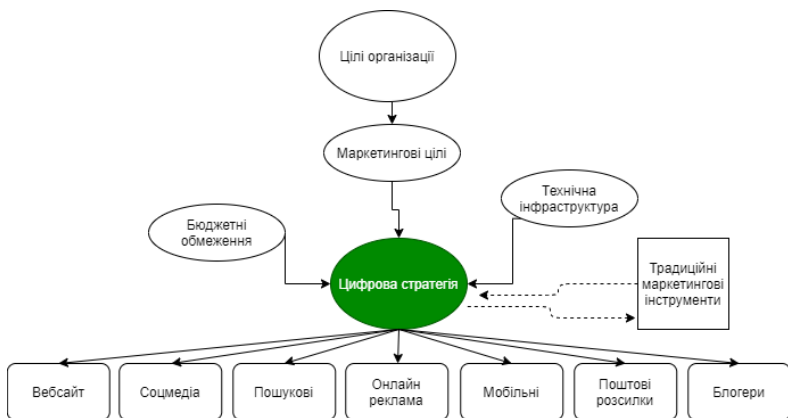 Цілі організації
Маркетингові цілі
Технічна
інфраструктура
Бюджетні
обмеження
Цифрова стратегія
Традиційні
маркетингові
інструменти
Вебсайт
Соцмедіа
Пошукові
Онлайн
реклама
Мобільні
Поштові
розсилки
Блогери